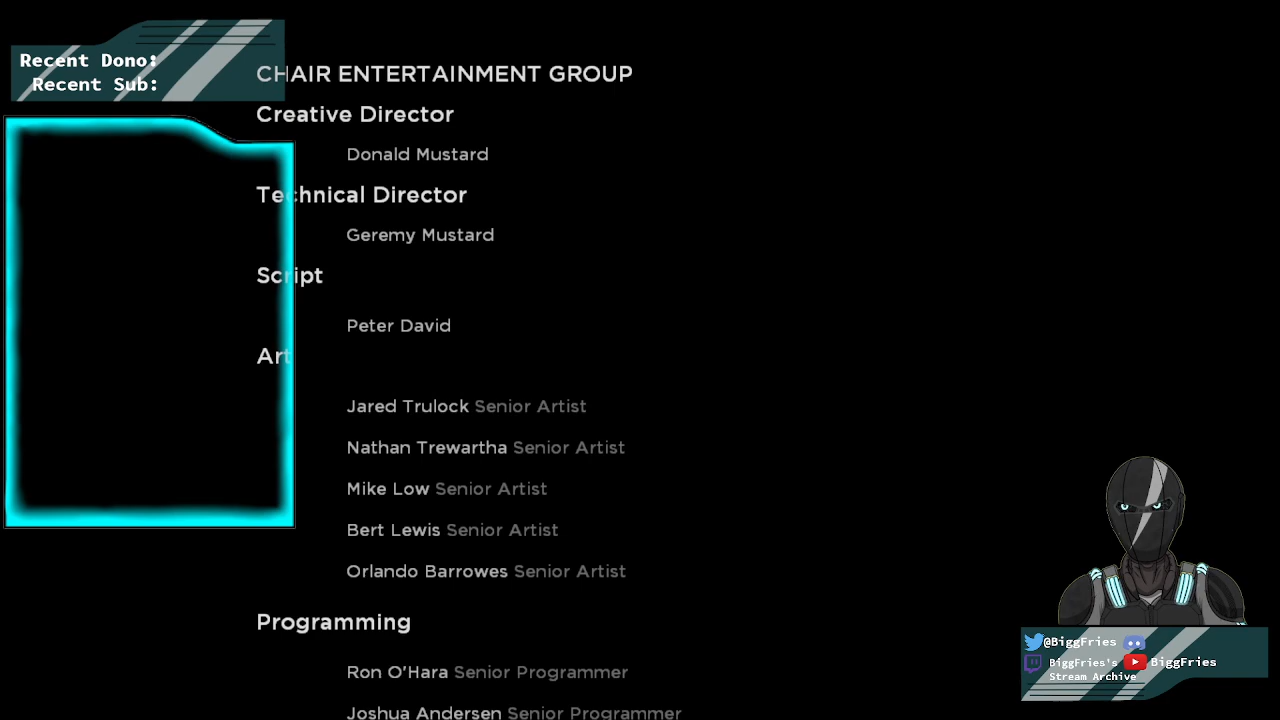 Recent Dono:
Recent Sub:
CHAIR ENTERTAINMENT GROUP
Creative Director
Donald Mustard
Technical Director
Geremy Mustard
Script
Peter David
Art
Jared Trulock Senior Artist
Nathan Trewartha Senior Artist
Mike Low Senior Artist
Bert Lewis Senior Artist
Orlando Barrowes Senior Artist
Programming
Ron O'Hara Senior Programmer
Joshua Andersen Senior Programmer
@BiggFries
BiggFries's
Stream Archive
BiggFries